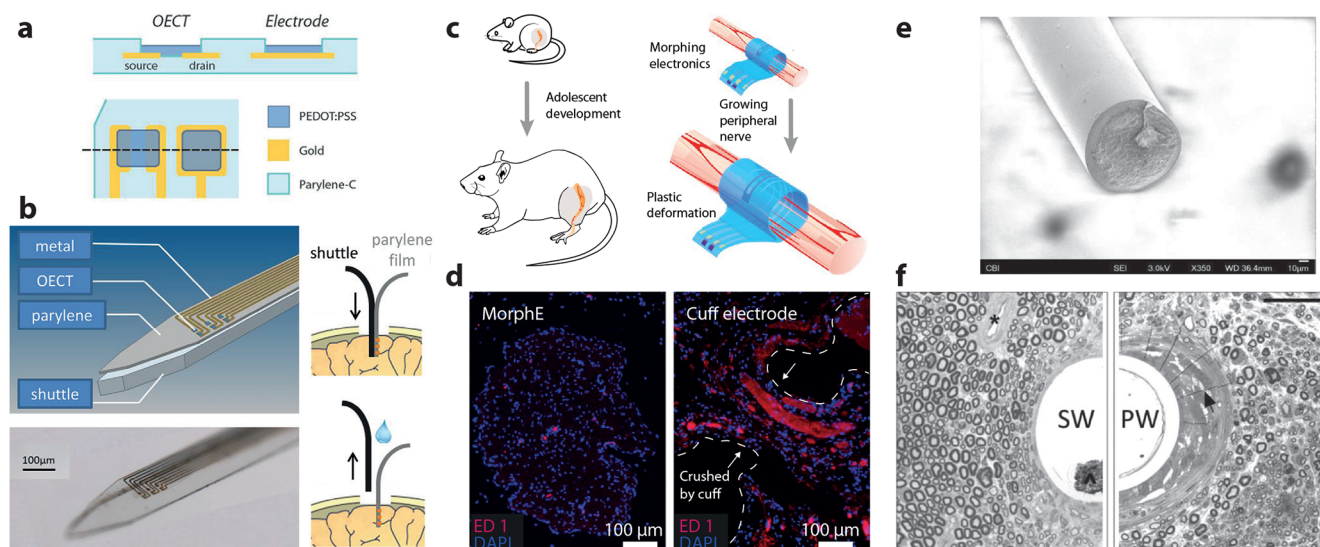 a
OECT
Electrode
source
drain
PEDOT:PSS
Gold
Parylene-C
b
metal
OECT
parylene
shuttle
100µm
shuttle
parylene
film
c
Adolescent
development
Morphing
electronics
Growing
peripheral
nerve
Plastic
deformation
d
MorphE
ED 1
DAPI
100 µm
Cuff electrode
Crushed
by cuff
ED 1
DAPI
100 µm
e
CBI
SEI
3.0kV
X350
WD 36.4mm
10µm
f
*
SW
PW